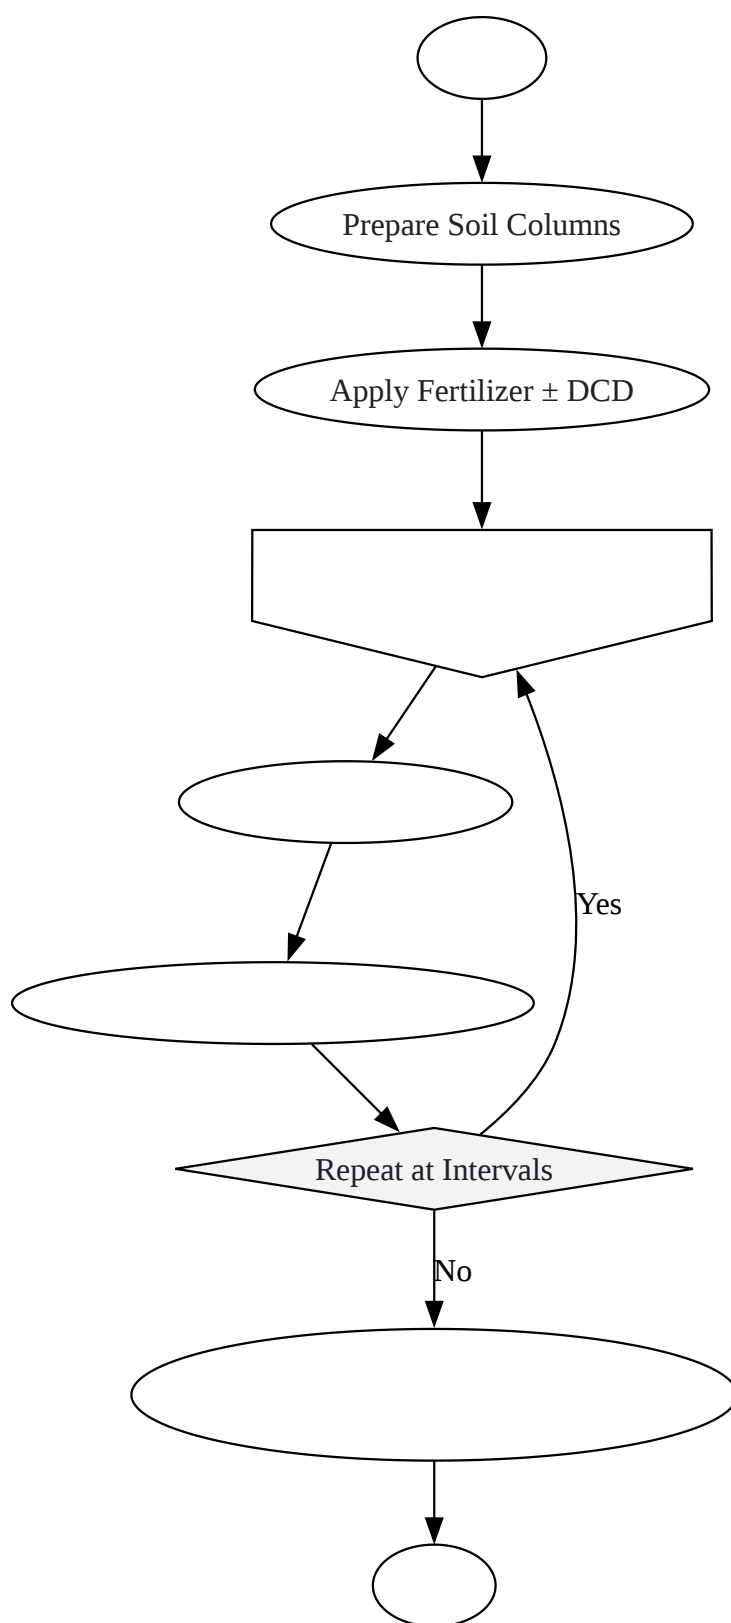 Prepare Soil Columns
Apply Fertilizer ± DCD
Yes
Repeat at Intervals
No